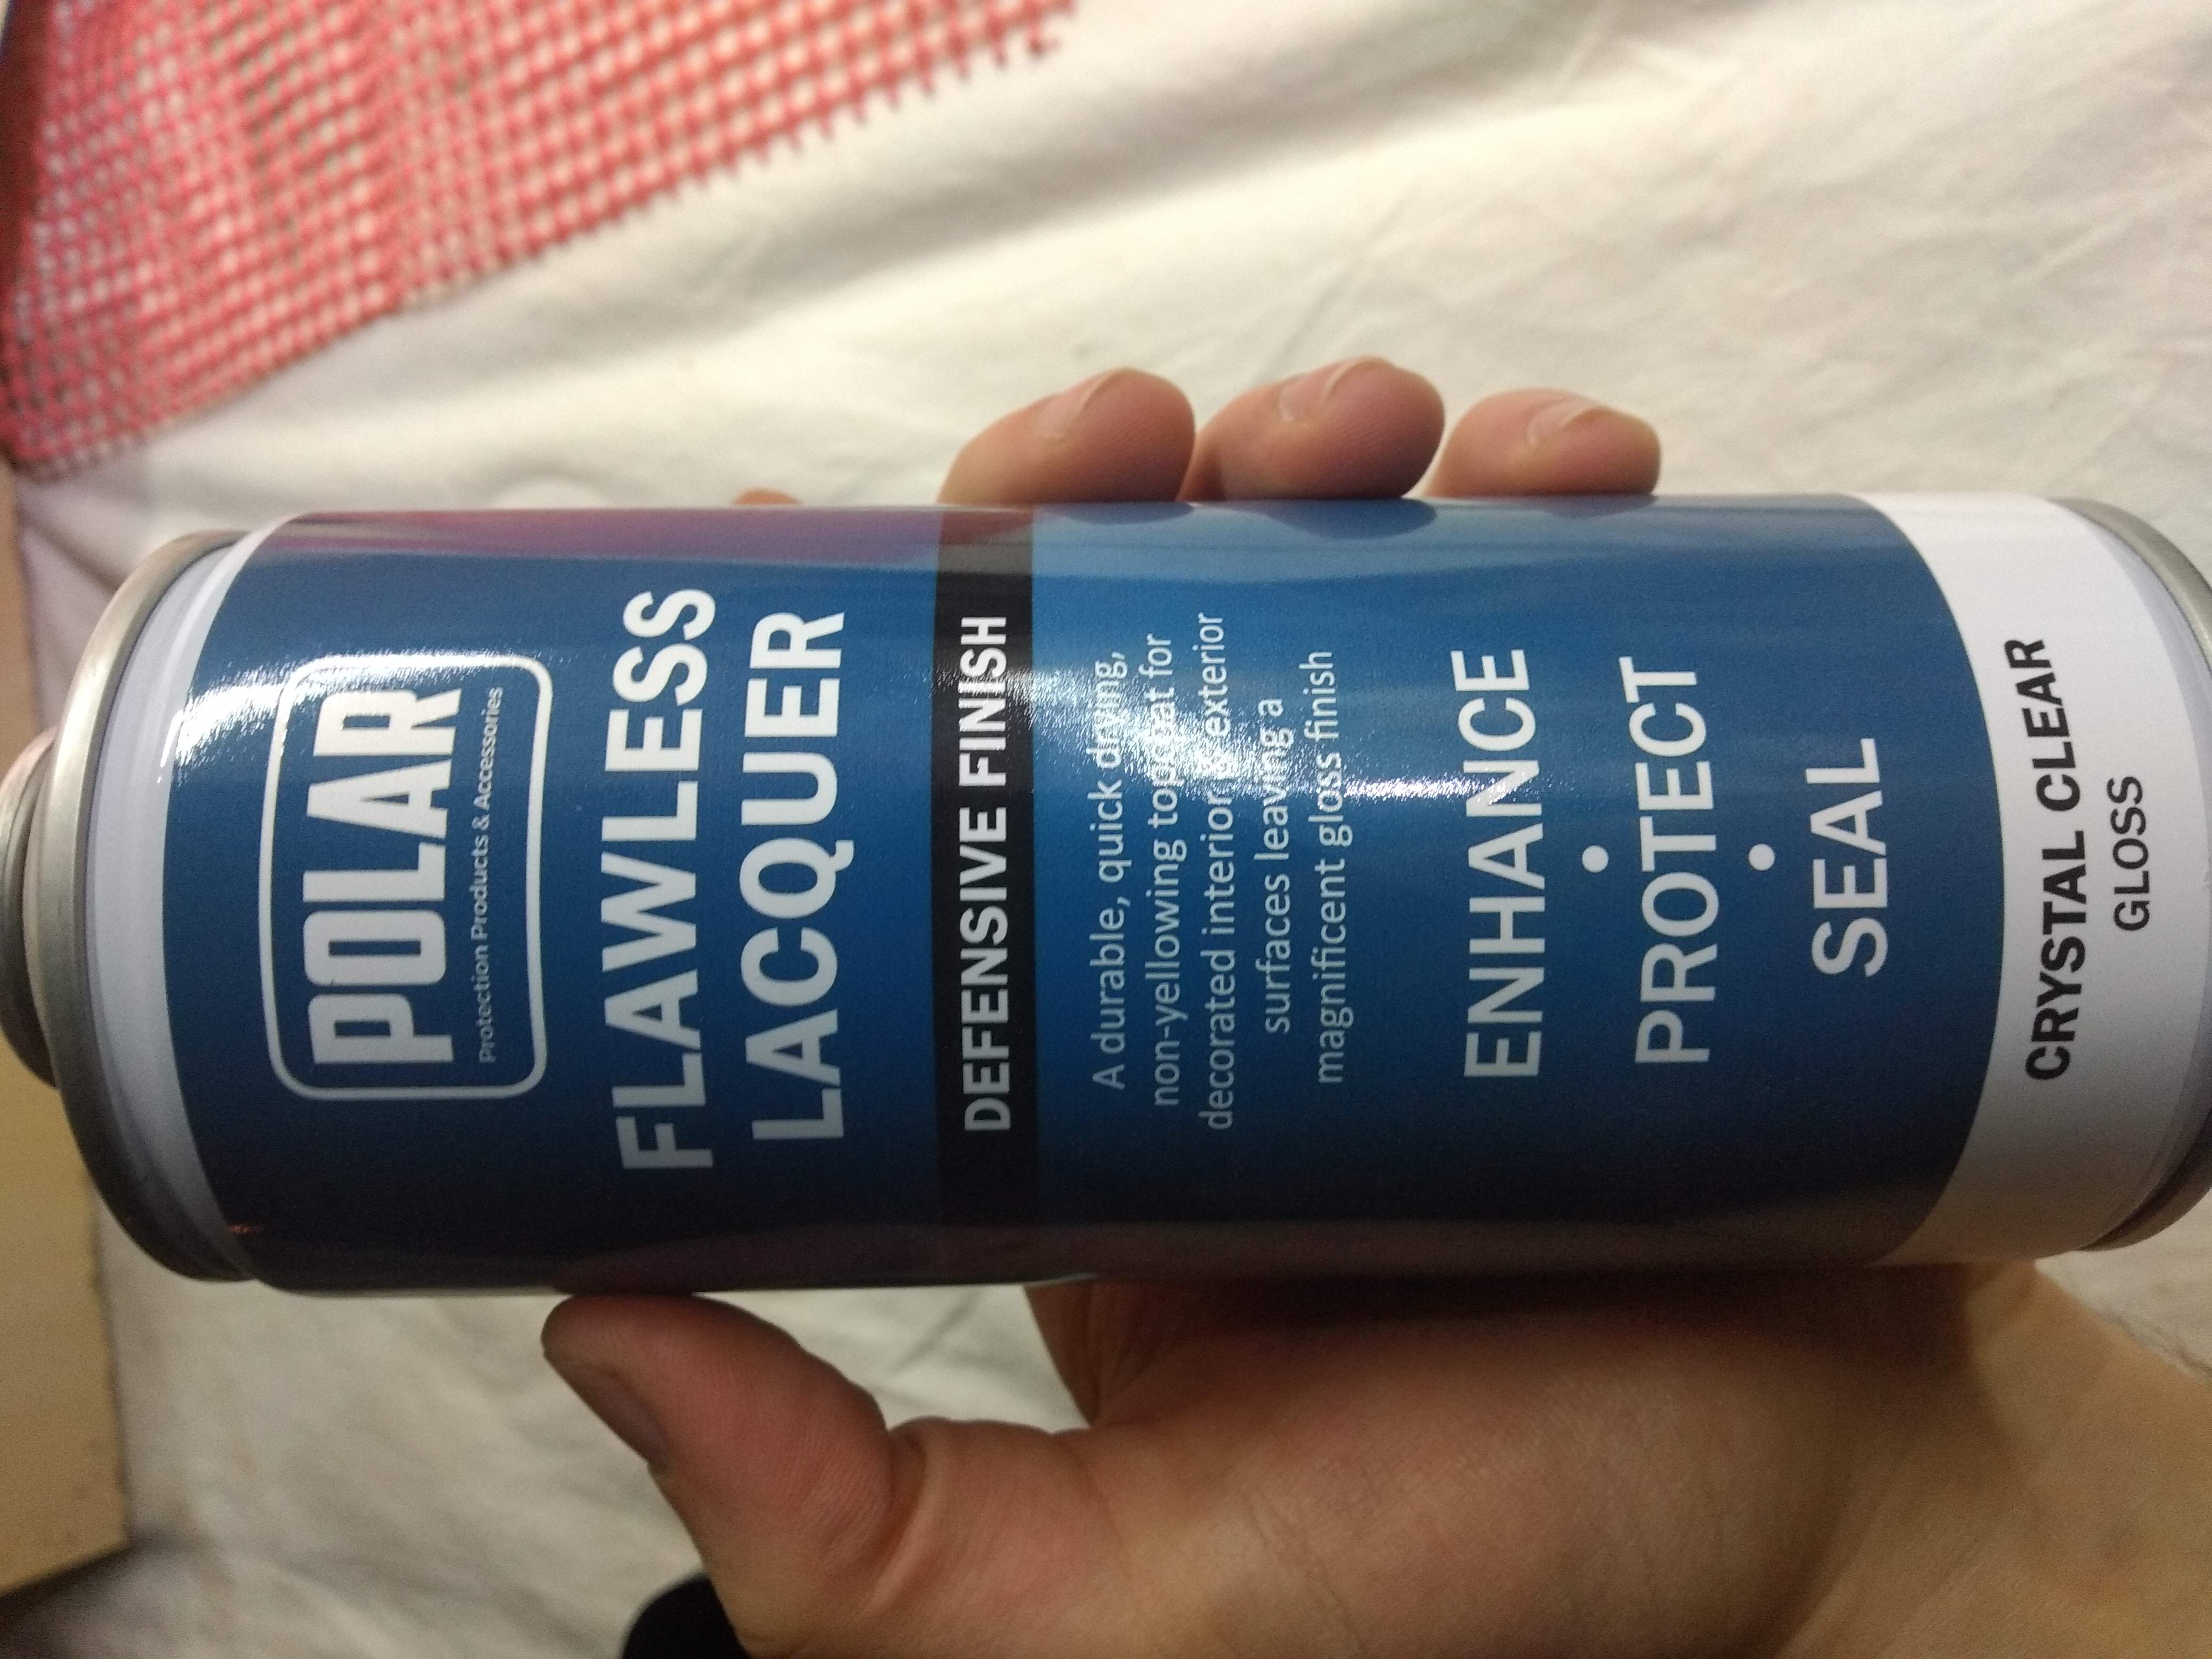 POLAR
Protection Products & Accessories
FLAWLESS
LACQUER
DEFENSIVE FINISH
A durable, quick drying,
non-yellowing topcoat for
decorated interior & exterior
surfaces leaving a
magnificent gloss finish
ENHANCE
•
PROTECT
•
SEAL
CRYSTAL CLEAR
GLOSS